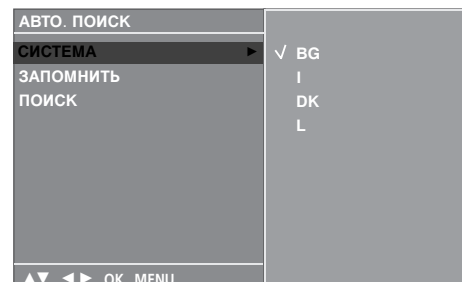 АВТО. ПОИСК
СИСТЕМА ▶
ЗАПОМНИТЬ
ПОИСК
√ BG
I
DK
L
▲▼ ◀▶ OK MENU